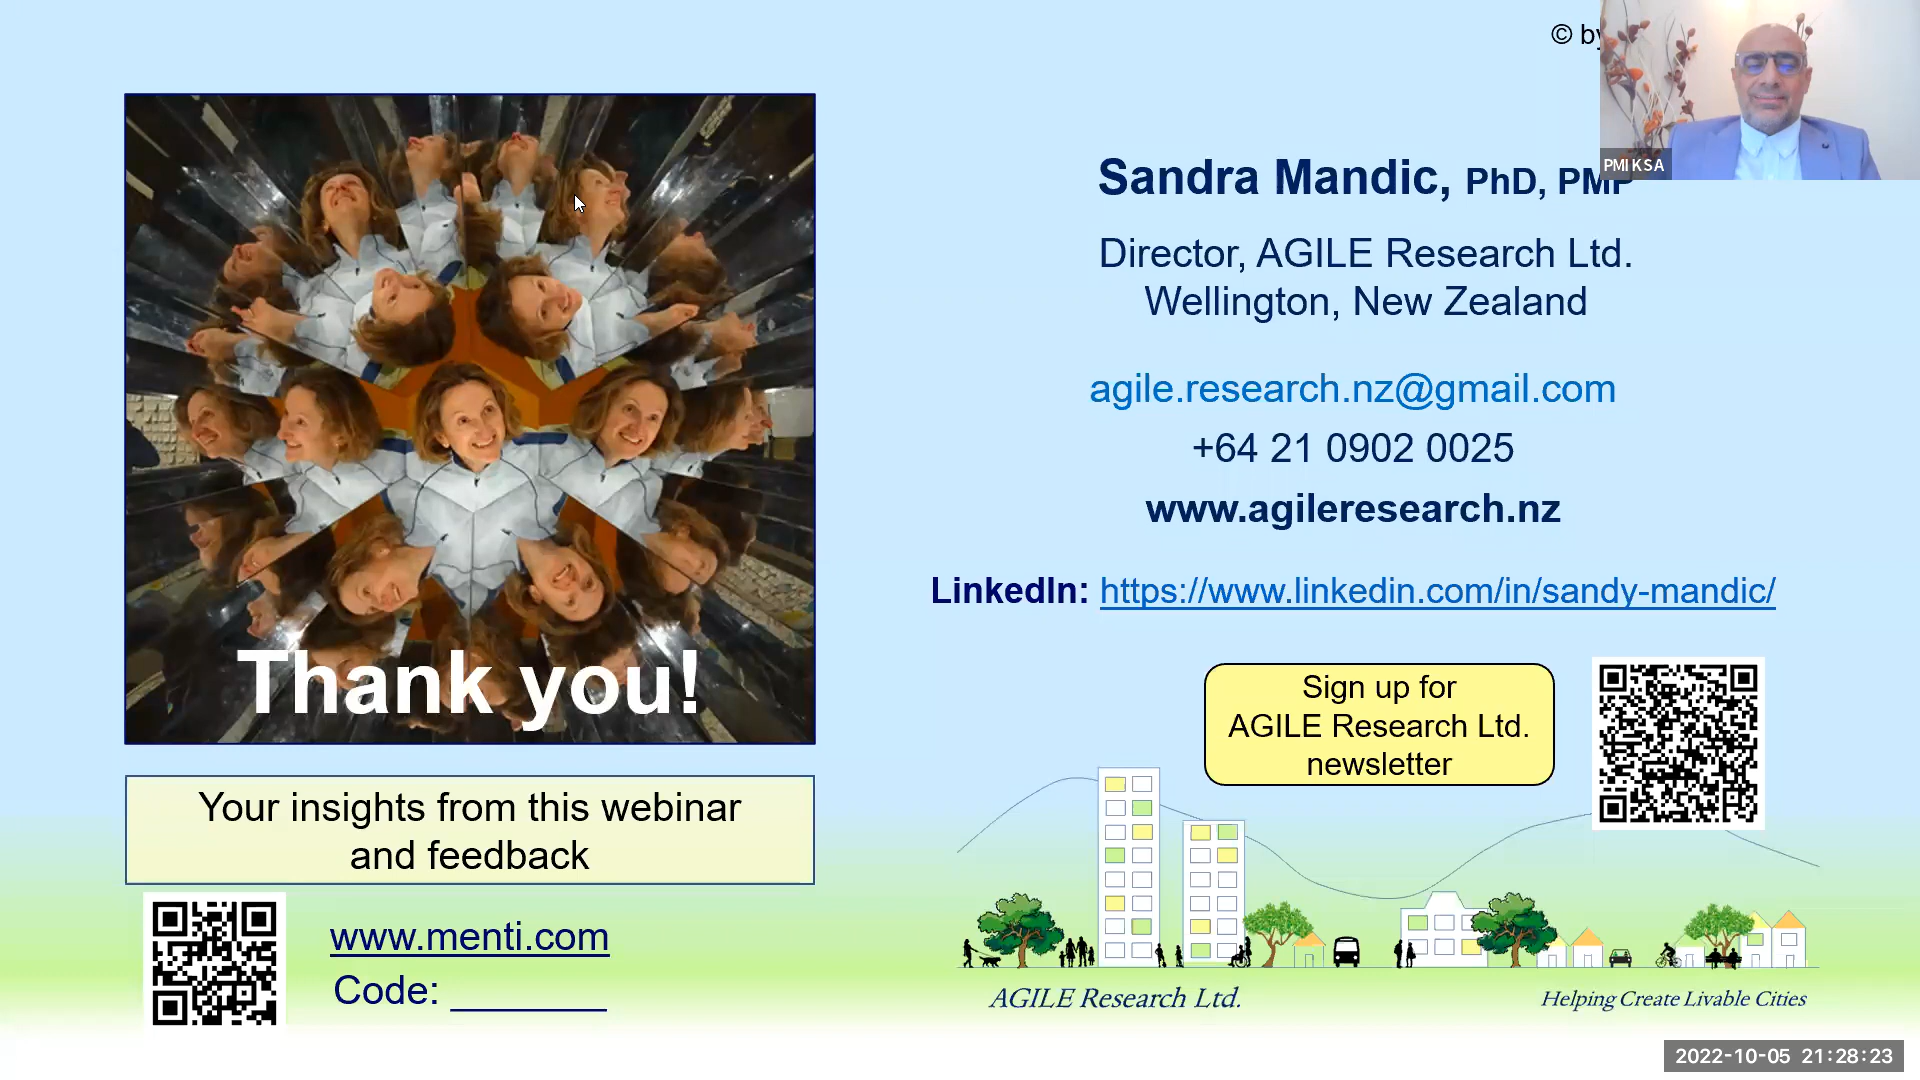 © by
PMI KSA
Sandra Mandic, PhD, PMP
Director, AGILE Research Ltd.
Wellington, New Zealand
agile.research.nz@gmail.com
+64 21 0902 0025
www.agileresearch.nz
LinkedIn: https://www.linkedin.com/in/sandy-mandic/
Thank you!
Sign up for
AGILE Research Ltd.
newsletter
Your insights from this webinar
and feedback
www.menti.com
Code: _______
AGILE Research Ltd.
Helping Create Livable Cities
2022-10-05 21:28:23